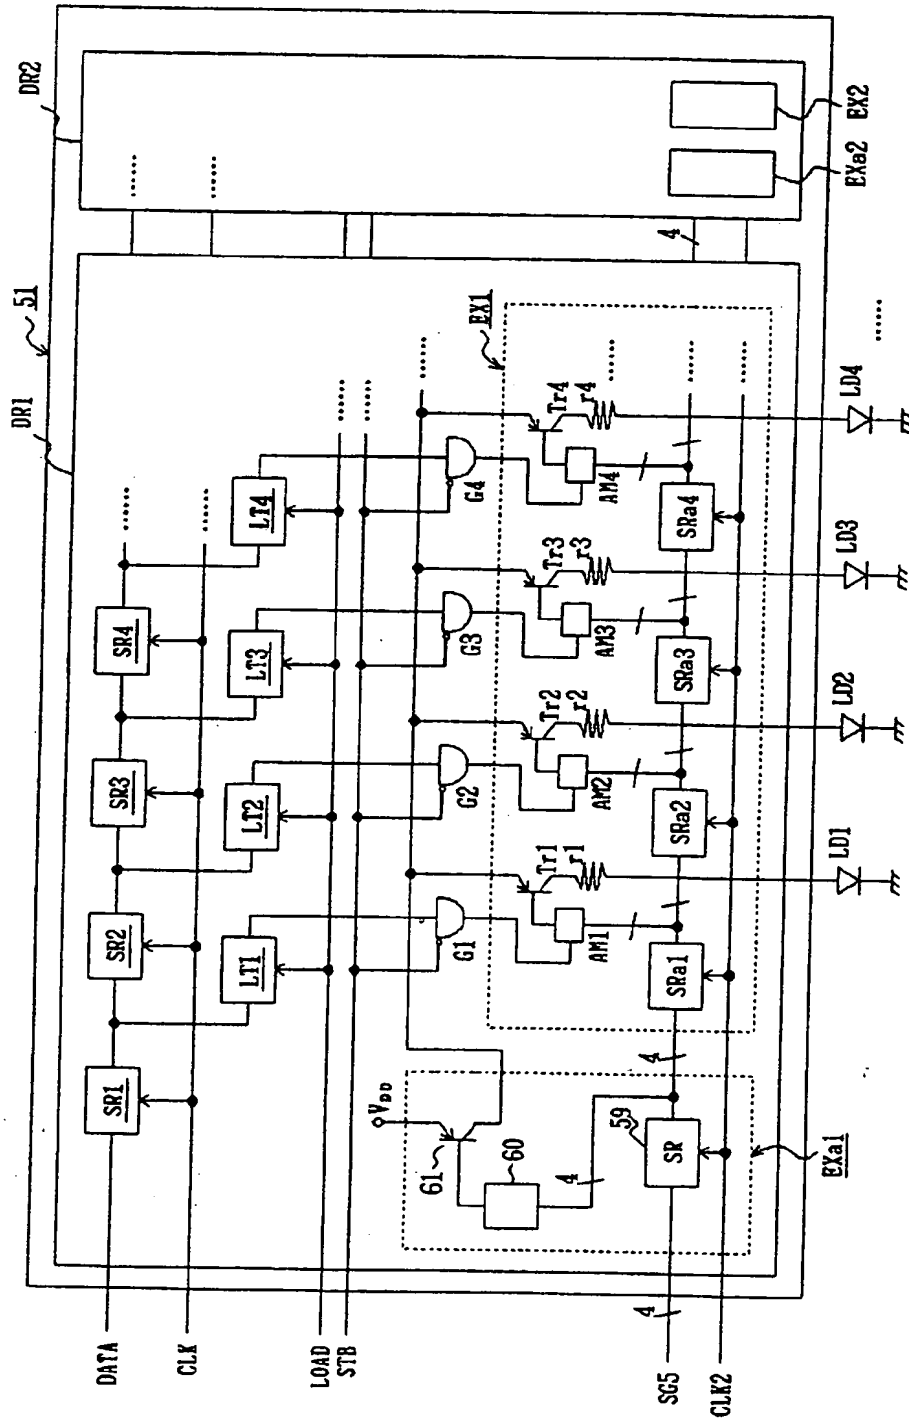 51
DR1
DR2
DATA
SR1
SR2
SR3
SR4
......
......
CLK
......
......
LT1
LT2
LT3
LT4
LOAD
......
STB
......
VDD
......
61
60
G1
G2
G3
G4
EX1
Tr1
Tr2
Tr3
Tr4
r1
r2
r3
r4
......
AM1
AM2
AM3
AM4
4
4
4
4
59
SR
SRa1
SRa2
SRa3
SRa4
......
SG5
CLK2
......
EXa1
EXa2
EX2
LD1
LD2
LD3
LD4
......